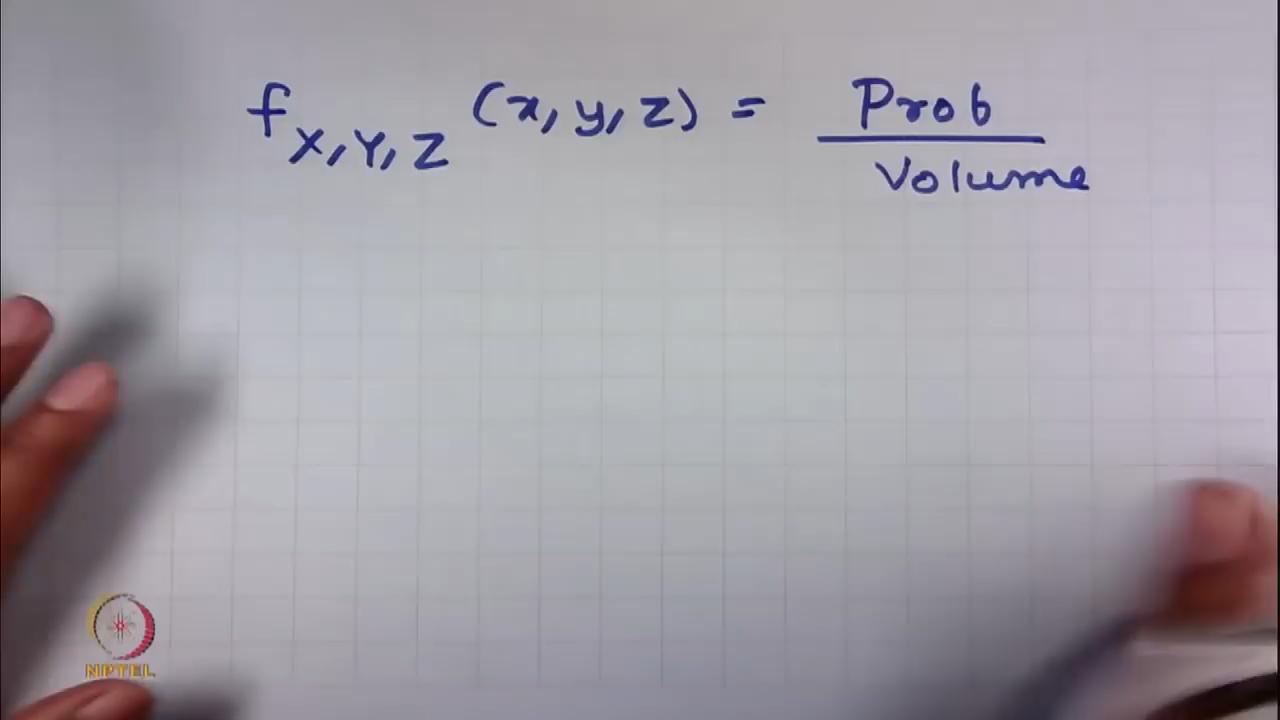 f_{X,Y,Z} (x, y, z) = Prob / Volume
NPTEL